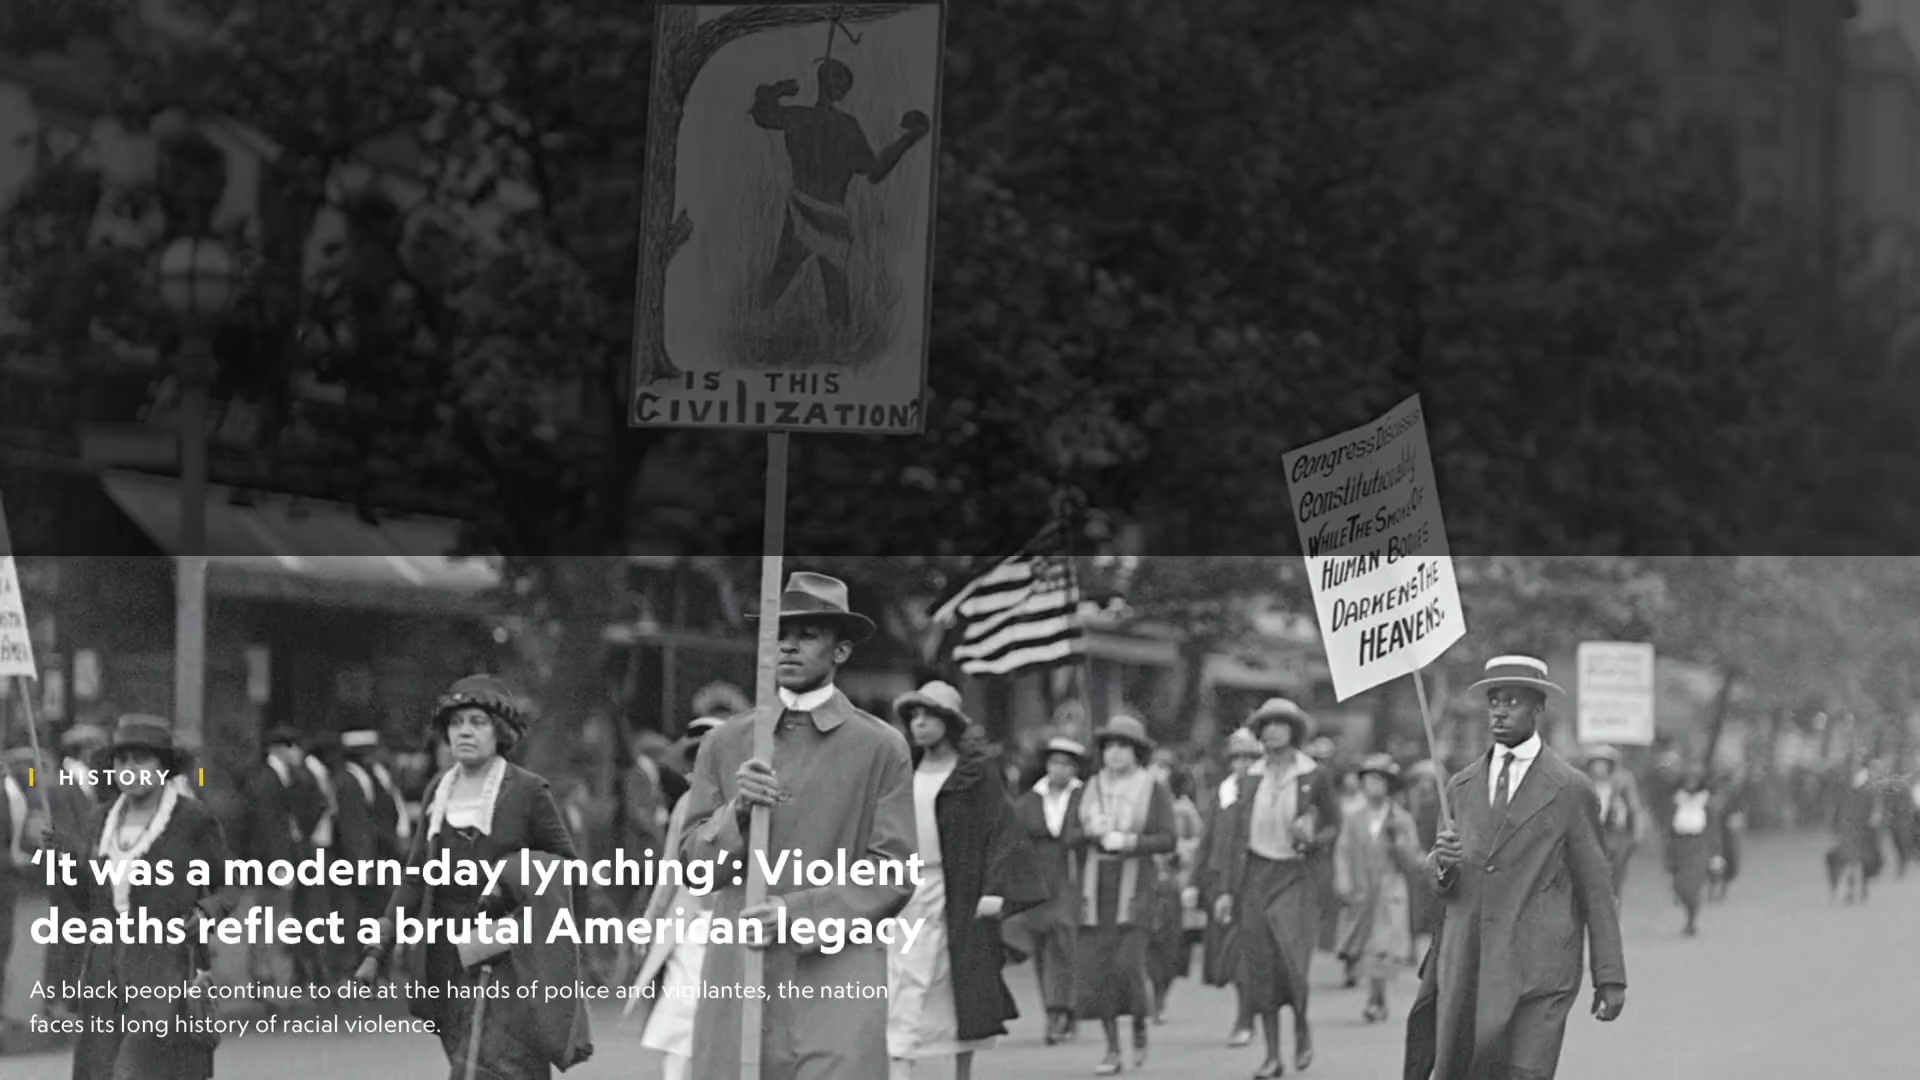 IS THIS
CIVILIZATION?
CONGRESS DISCUSSES
CONSTITUTIONALITY
WHILE THE SMOKE OF
HUMAN BODIES
DARKENS THE
HEAVENS.
HISTORY
‘It was a modern-day lynching’: Violent
deaths reflect a brutal American legacy
As black people continue to die at the hands of police and vigilantes, the nation
faces its long history of racial violence.